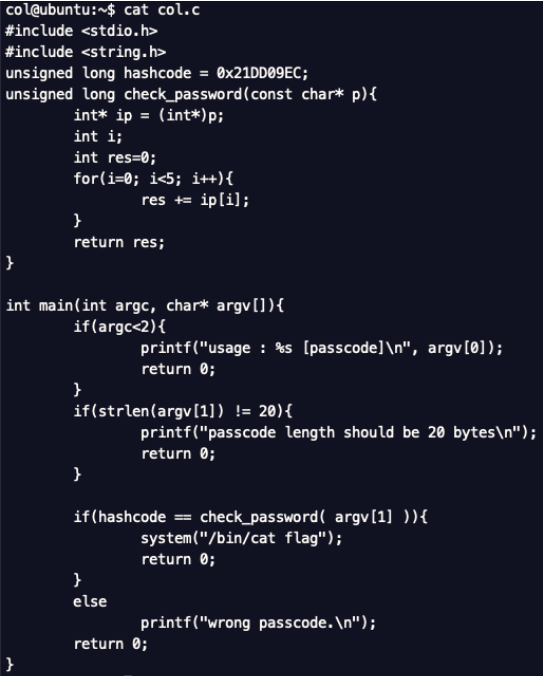 col@ubuntu:~$ cat col.c
#include <stdio.h>
#include <string.h>
unsigned long hashcode = 0x21DD09EC;
unsigned long check_password(const char* p){
        int* ip = (int*)p;
        int i;
        int res=0;
        for(i=0; i<5; i++){
                res += ip[i];
        }
        return res;
}

int main(int argc, char* argv[]){
        if(argc<2){
                printf("usage : %s [passcode]\n", argv[0]);
                return 0;
        }
        if(strlen(argv[1]) != 20){
                printf("passcode length should be 20 bytes\n");
                return 0;
        }

        if(hashcode == check_password( argv[1] )){
                system("/bin/cat flag");
                return 0;
        }
        else
                printf("wrong passcode.\n");
        return 0;
}